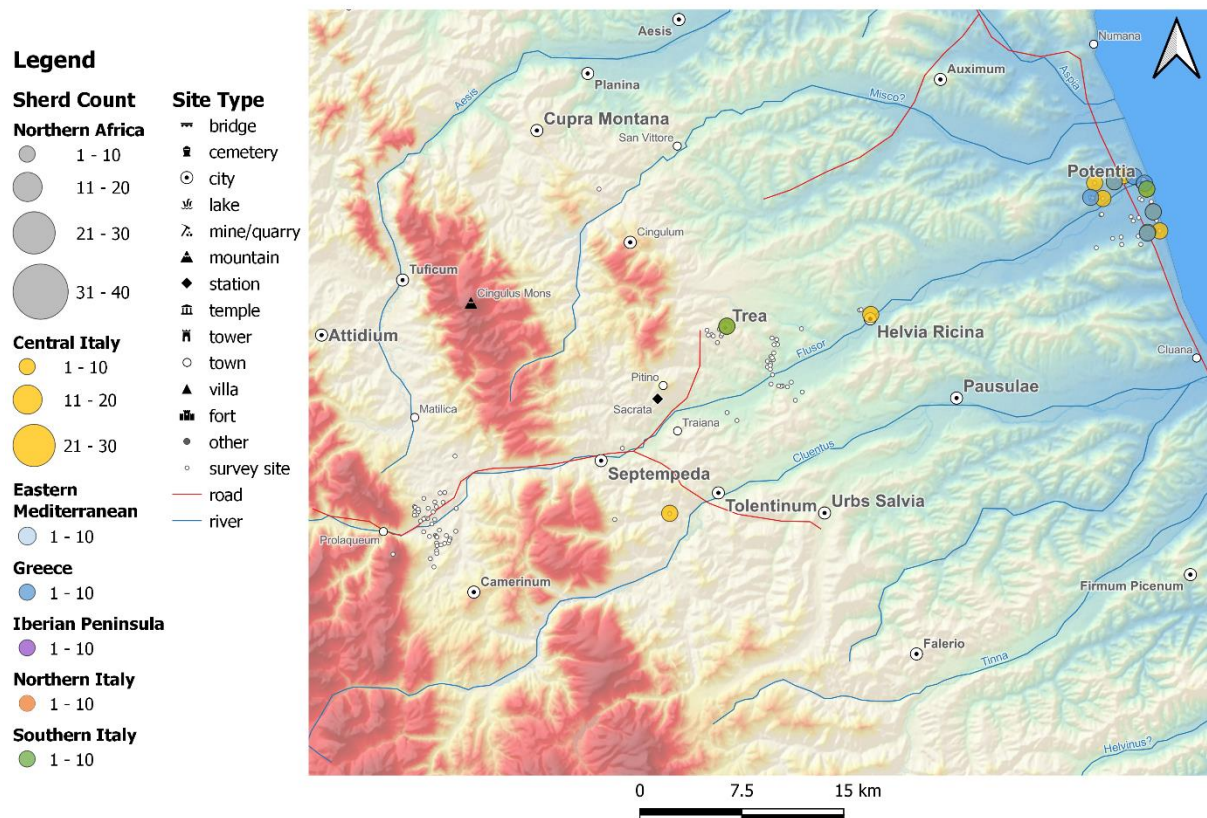 Legend
Sherd Count
Northern Africa
1 - 10
11 - 20
21 - 30
31 - 40
Central Italy
1 - 10
11 - 20
21 - 30
Eastern
Mediterranean
1 - 10
Greece
1 - 10
Iberian Peninsula
1 - 10
Northern Italy
1 - 10
Southern Italy
1 - 10
Site Type
bridge
cemetery
city
lake
mine/quarry
mountain
station
temple
tower
town
villa
fort
other
survey site
road
river
Aesis
Numana
Planina
Auximum
Aspia
Aesis
Misco?
Cupra Montana
San Vittore
Potentia
Cingulum
Tuficum
Cingulus Mons
Trea
Attidium
Helvia Ricina
Flusor
Cluana
Pitino
Sacrata
Pausulae
Matilica
Traiana
Cluentus
Septempeda
Tolentinum
Urbs Salvia
Prolaqueum
Camerinum
Firmum Picenum
Falerio
Tinna
Helvinus?
0 7.5 15 km